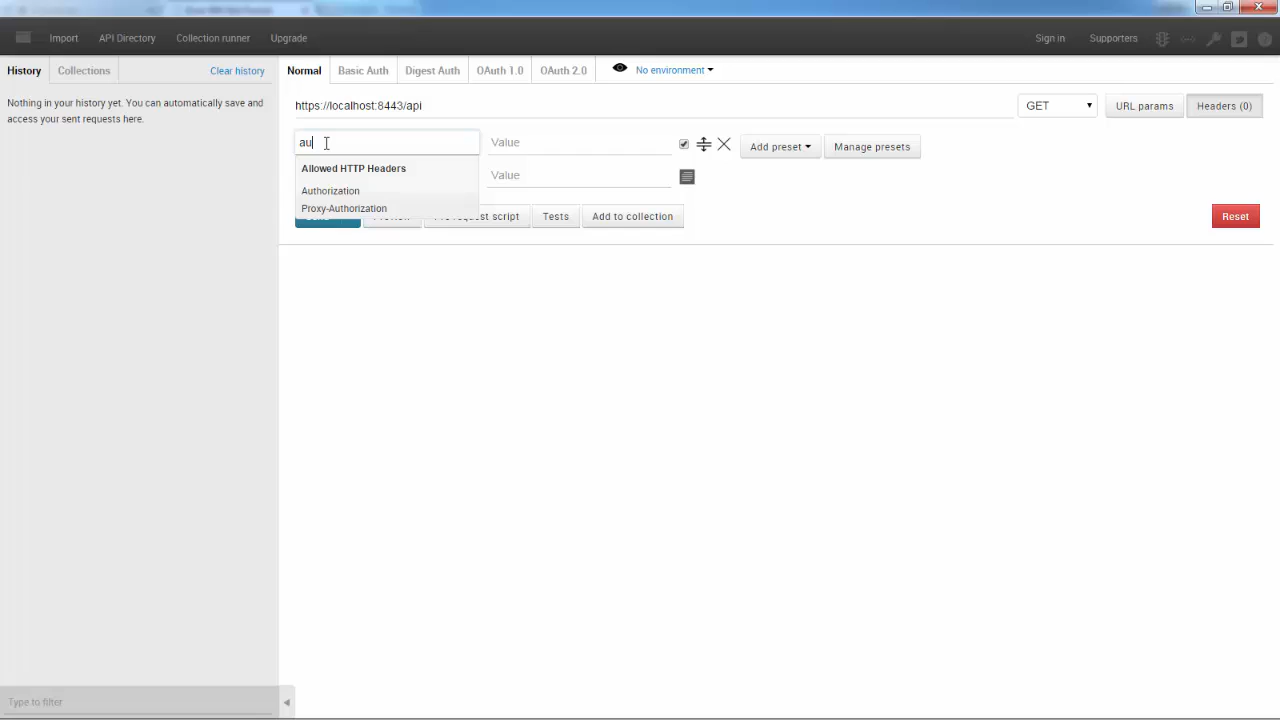 Import API Directory Collection runner Upgrade Sign in Supporters
History Collections Clear history
Normal Basic Auth Digest Auth OAuth 1.0 OAuth 2.0 No environment
Nothing in your history yet. You can automatically save and
access your sent requests here.
https://localhost:8443/api GET URL params Headers (0)
au Value Add preset Manage presets
Allowed HTTP Headers
Value
Authorization
Proxy-Authorization
script Tests Add to collection Reset
Type to filter